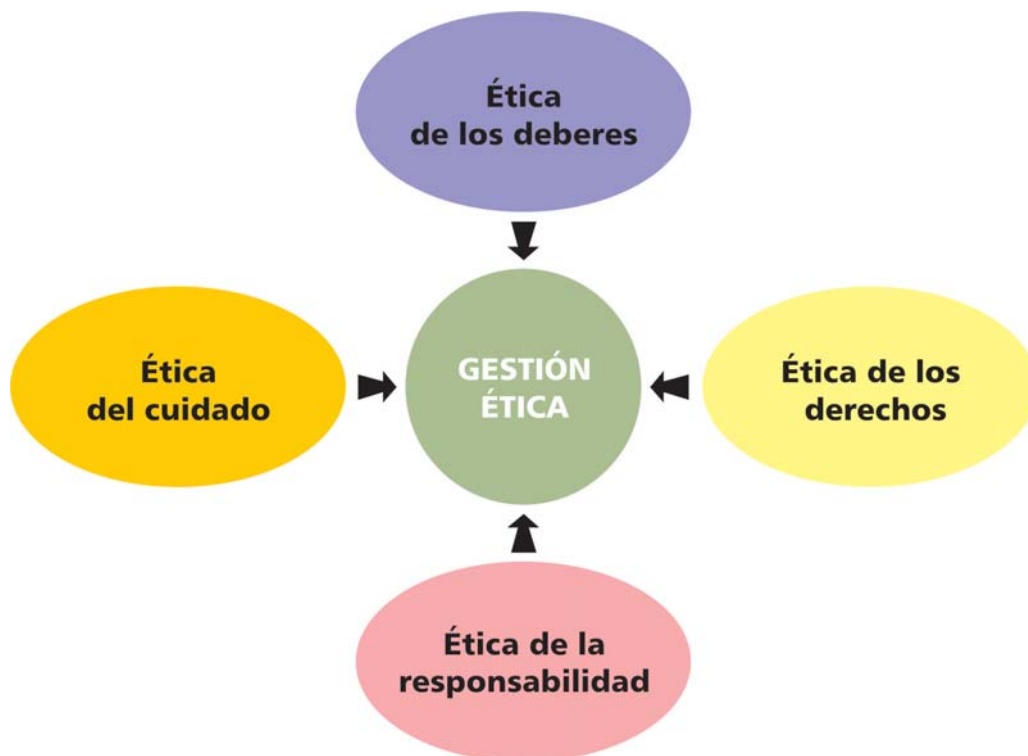 Ética
de los deberes
Ética
del cuidado
GESTIÓN
ÉTICA
Ética de los
derechos
Ética de la
responsabilidad